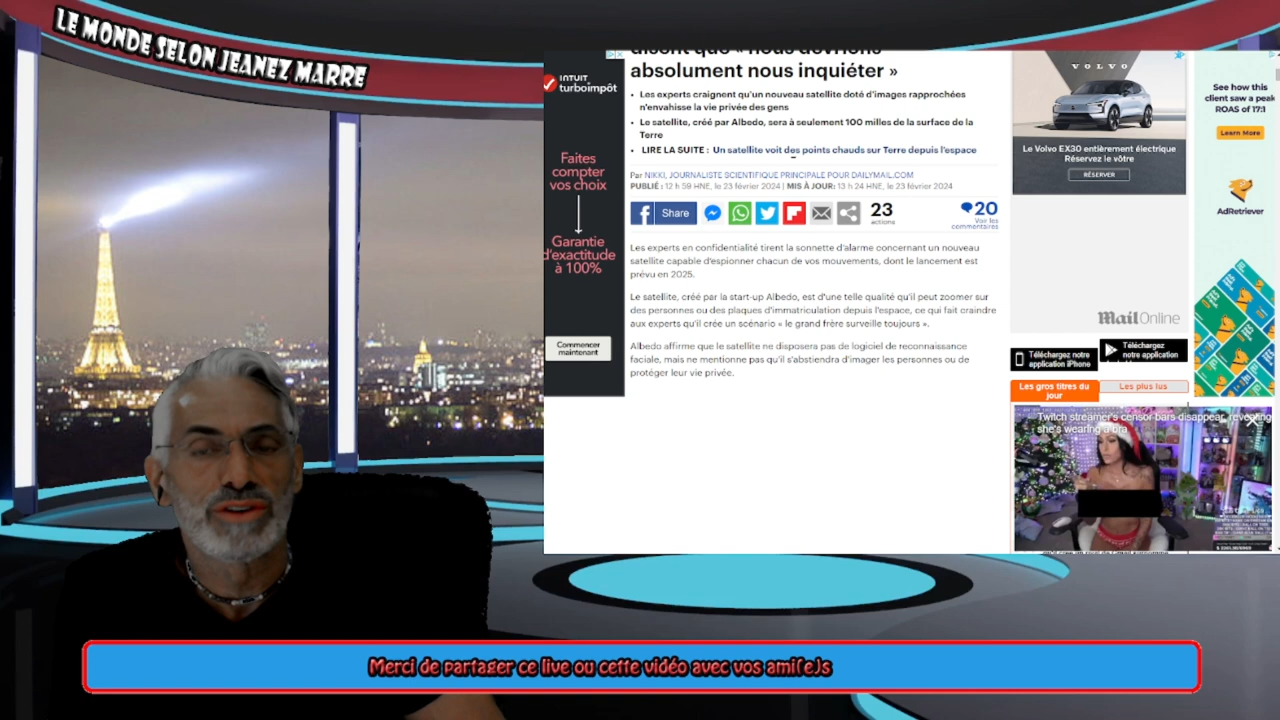 LE MONDE SELON JEANEZ MARRE
absolument nous inquiéter »
• Les experts craignent qu'un nouveau satellite doté d'images rapprochées
n'envahisse la vie privée des gens
• Le satellite, créé par Albedo, sera à seulement 100 milles de la surface de la
Terre
• LIRE LA SUITE : Un satellite voit des points chauds sur Terre depuis l'espace
Par NIKKI, JOURNALISTE SCIENTIFIQUE PRINCIPALE POUR DAILYMAIL.COM
PUBLIÉ : 12 h 59 HNE, le 23 février 2024 | MIS À JOUR: 13 h 24 HNE, le 23 février 2024
Share
23
actions
20
Voir les
commentaires
Les experts en confidentialité tirent la sonnette d'alarme concernant un nouveau
satellite capable d'espionner chacun de vos mouvements, dont le lancement est
prévu en 2025.
Le satellite, créé par la start-up Albedo, est d'une telle qualité qu'il peut zoomer sur
des personnes ou des plaques d'immatriculation depuis l'espace, ce qui fait craindre
aux experts qu'il crée un scénario « le grand frère surveille toujours ».
Albedo affirme que le satellite ne disposera pas de logiciel de reconnaissance
faciale, mais ne mentionne pas qu'il s'abstiendra d'imager les personnes ou de
protéger leur vie privée.
INTUIT
turboimpôt
Faites
compter
vos choix
Garantie
d'exactitude
à 100%
Commencer
maintenant
VOLVO
Le Volvo EX30 entièrement électrique
Réservez le vôtre
RÉSERVER
MailOnline
Téléchargez notre
application iPhone
Téléchargez
notre application
Les gros titres du
jour
Les plus lus
Twitch streamer's censor bars disappear, revealing
she's wearing a bra
See how this
client saw a peak
ROAS of 17:1
Learn More
AdRetriever
Merci de partager ce live ou cette vidéo avec vos ami(e)s